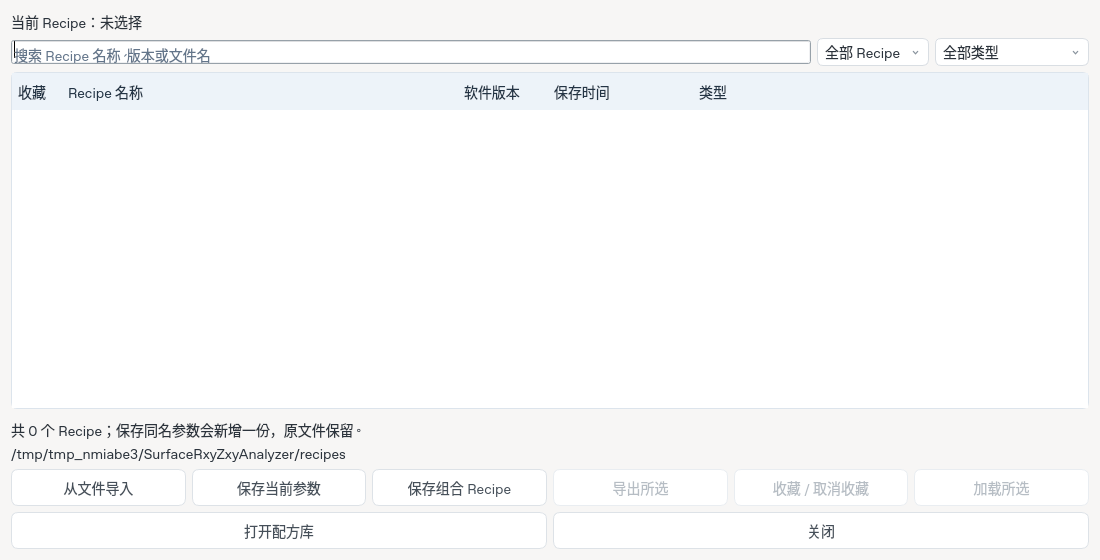 当前 Recipe：未选择
搜索 Recipe 名称、版本或文件名
全部 Recipe
全部类型
收藏 Recipe 名称 软件版本 保存时间 类型
共 0 个 Recipe；保存同名参数会新增一份，原文件保留。
/tmp/tmp_nmiabe3/SurfaceRxyZxyAnalyzer/recipes
从文件导入 保存当前参数 保存组合 Recipe 导出所选 收藏 / 取消收藏 加载所选
打开配方库 关闭